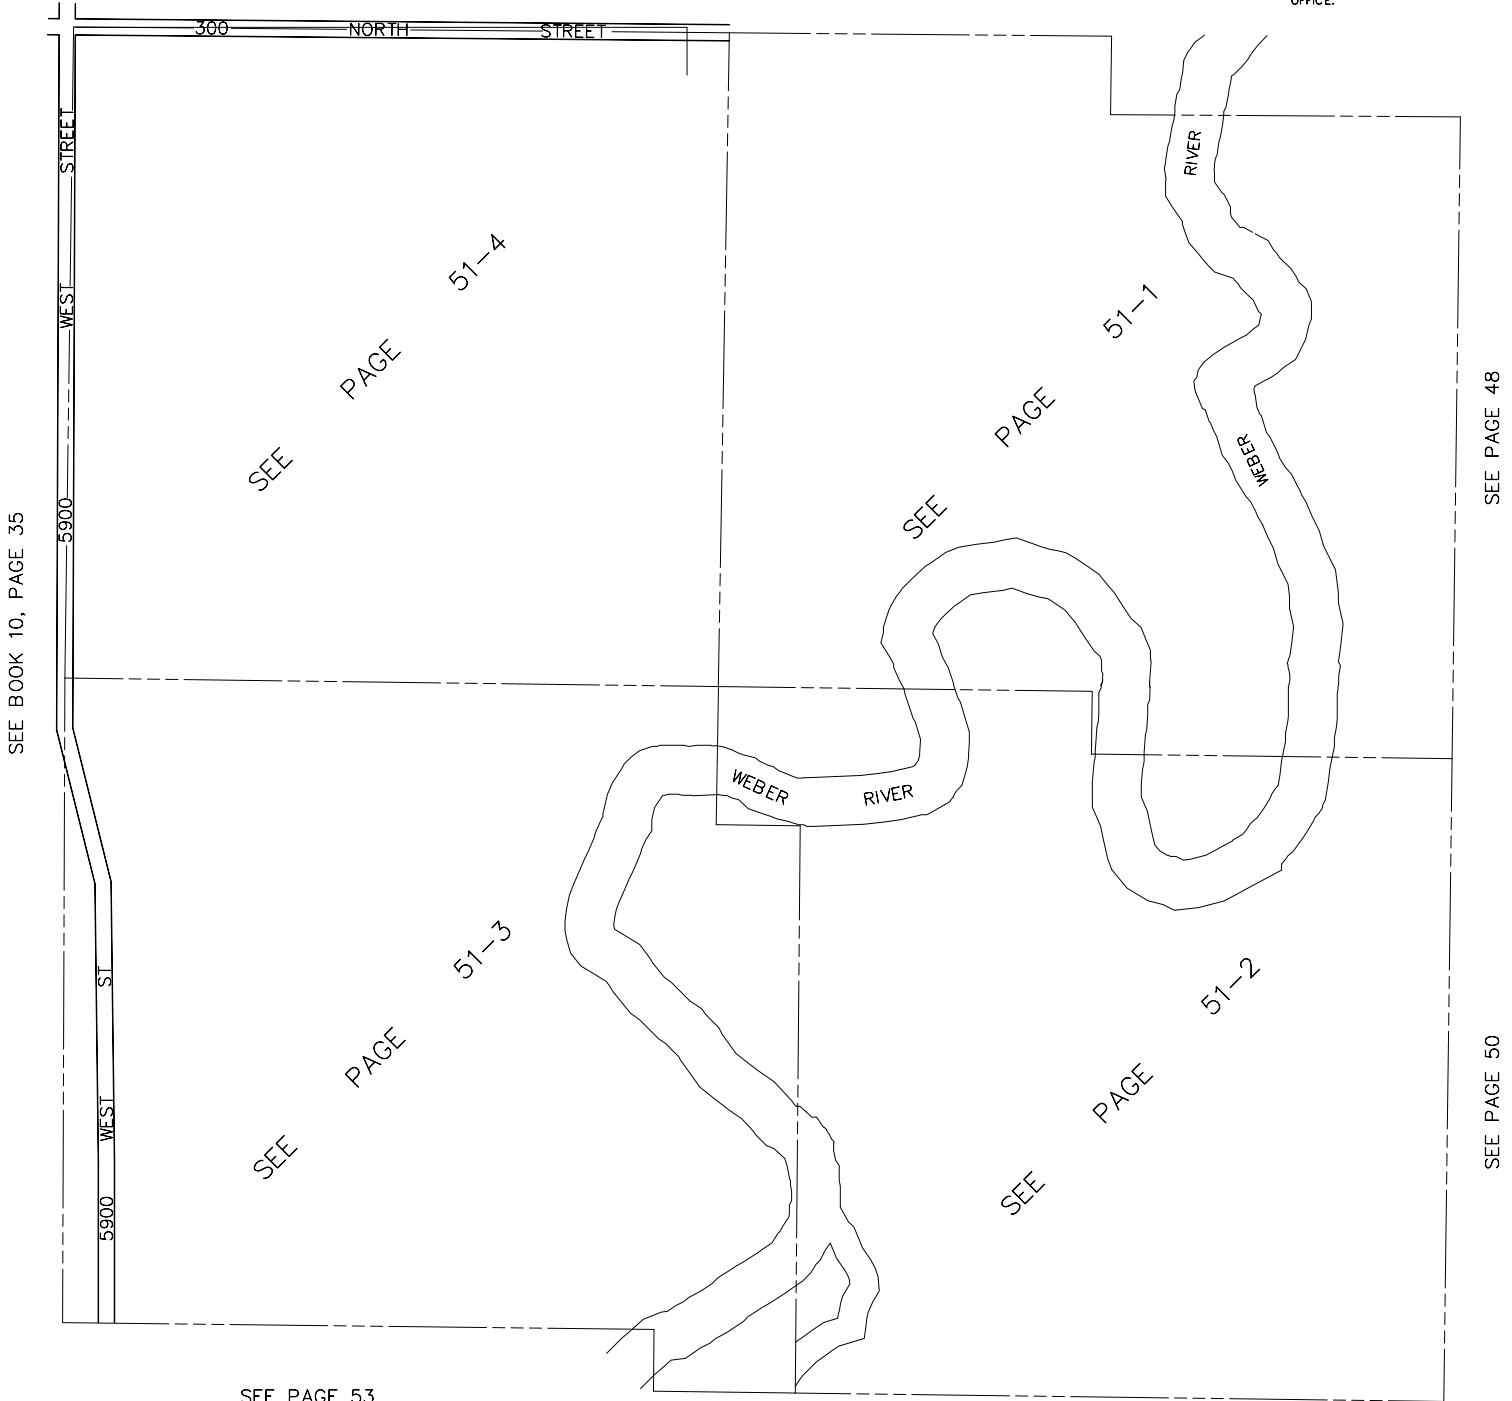 OFFICE.
300 NORTH STREET
5900 WEST STREET
RIVER
SEE PAGE 51-4
SEE PAGE 51-1
WEBER
SEE PAGE 48
SEE BOOK 10, PAGE 35
WEBER RIVER
SEE PAGE 51-3
SEE PAGE 51-2
5900 WEST ST
SEE PAGE 50
SEE PAGE 53